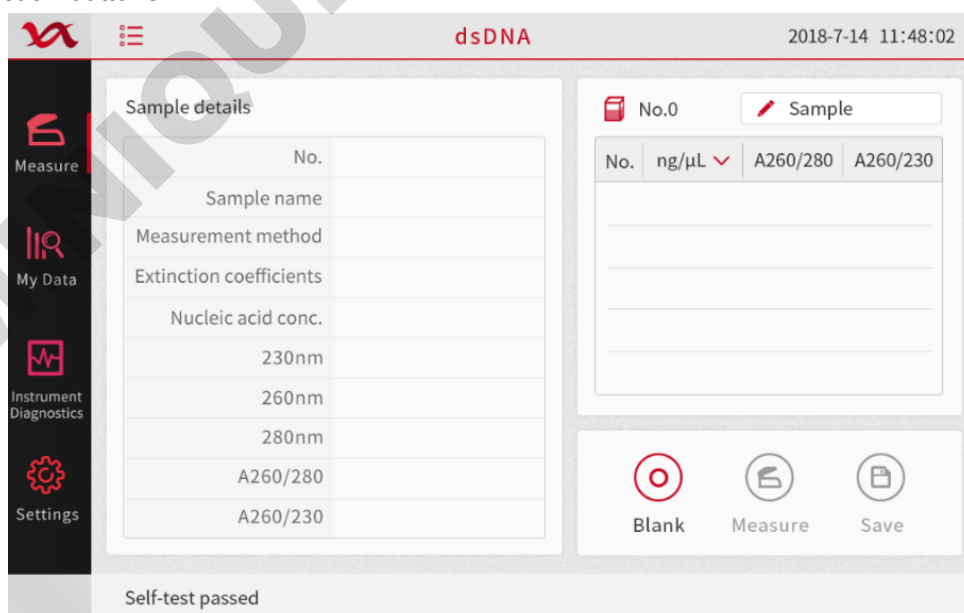 dsDNA
2018-7-14 11:48:02
Measure
My Data
Instrument
Diagnostics
Settings
Sample details
No.
Sample name
Measurement method
Extinction coefficients
Nucleic acid conc.
230nm
260nm
280nm
A260/280
A260/230
No.0
Sample
No. ng/μL A260/280 A260/230
Blank Measure Save
Self-test passed